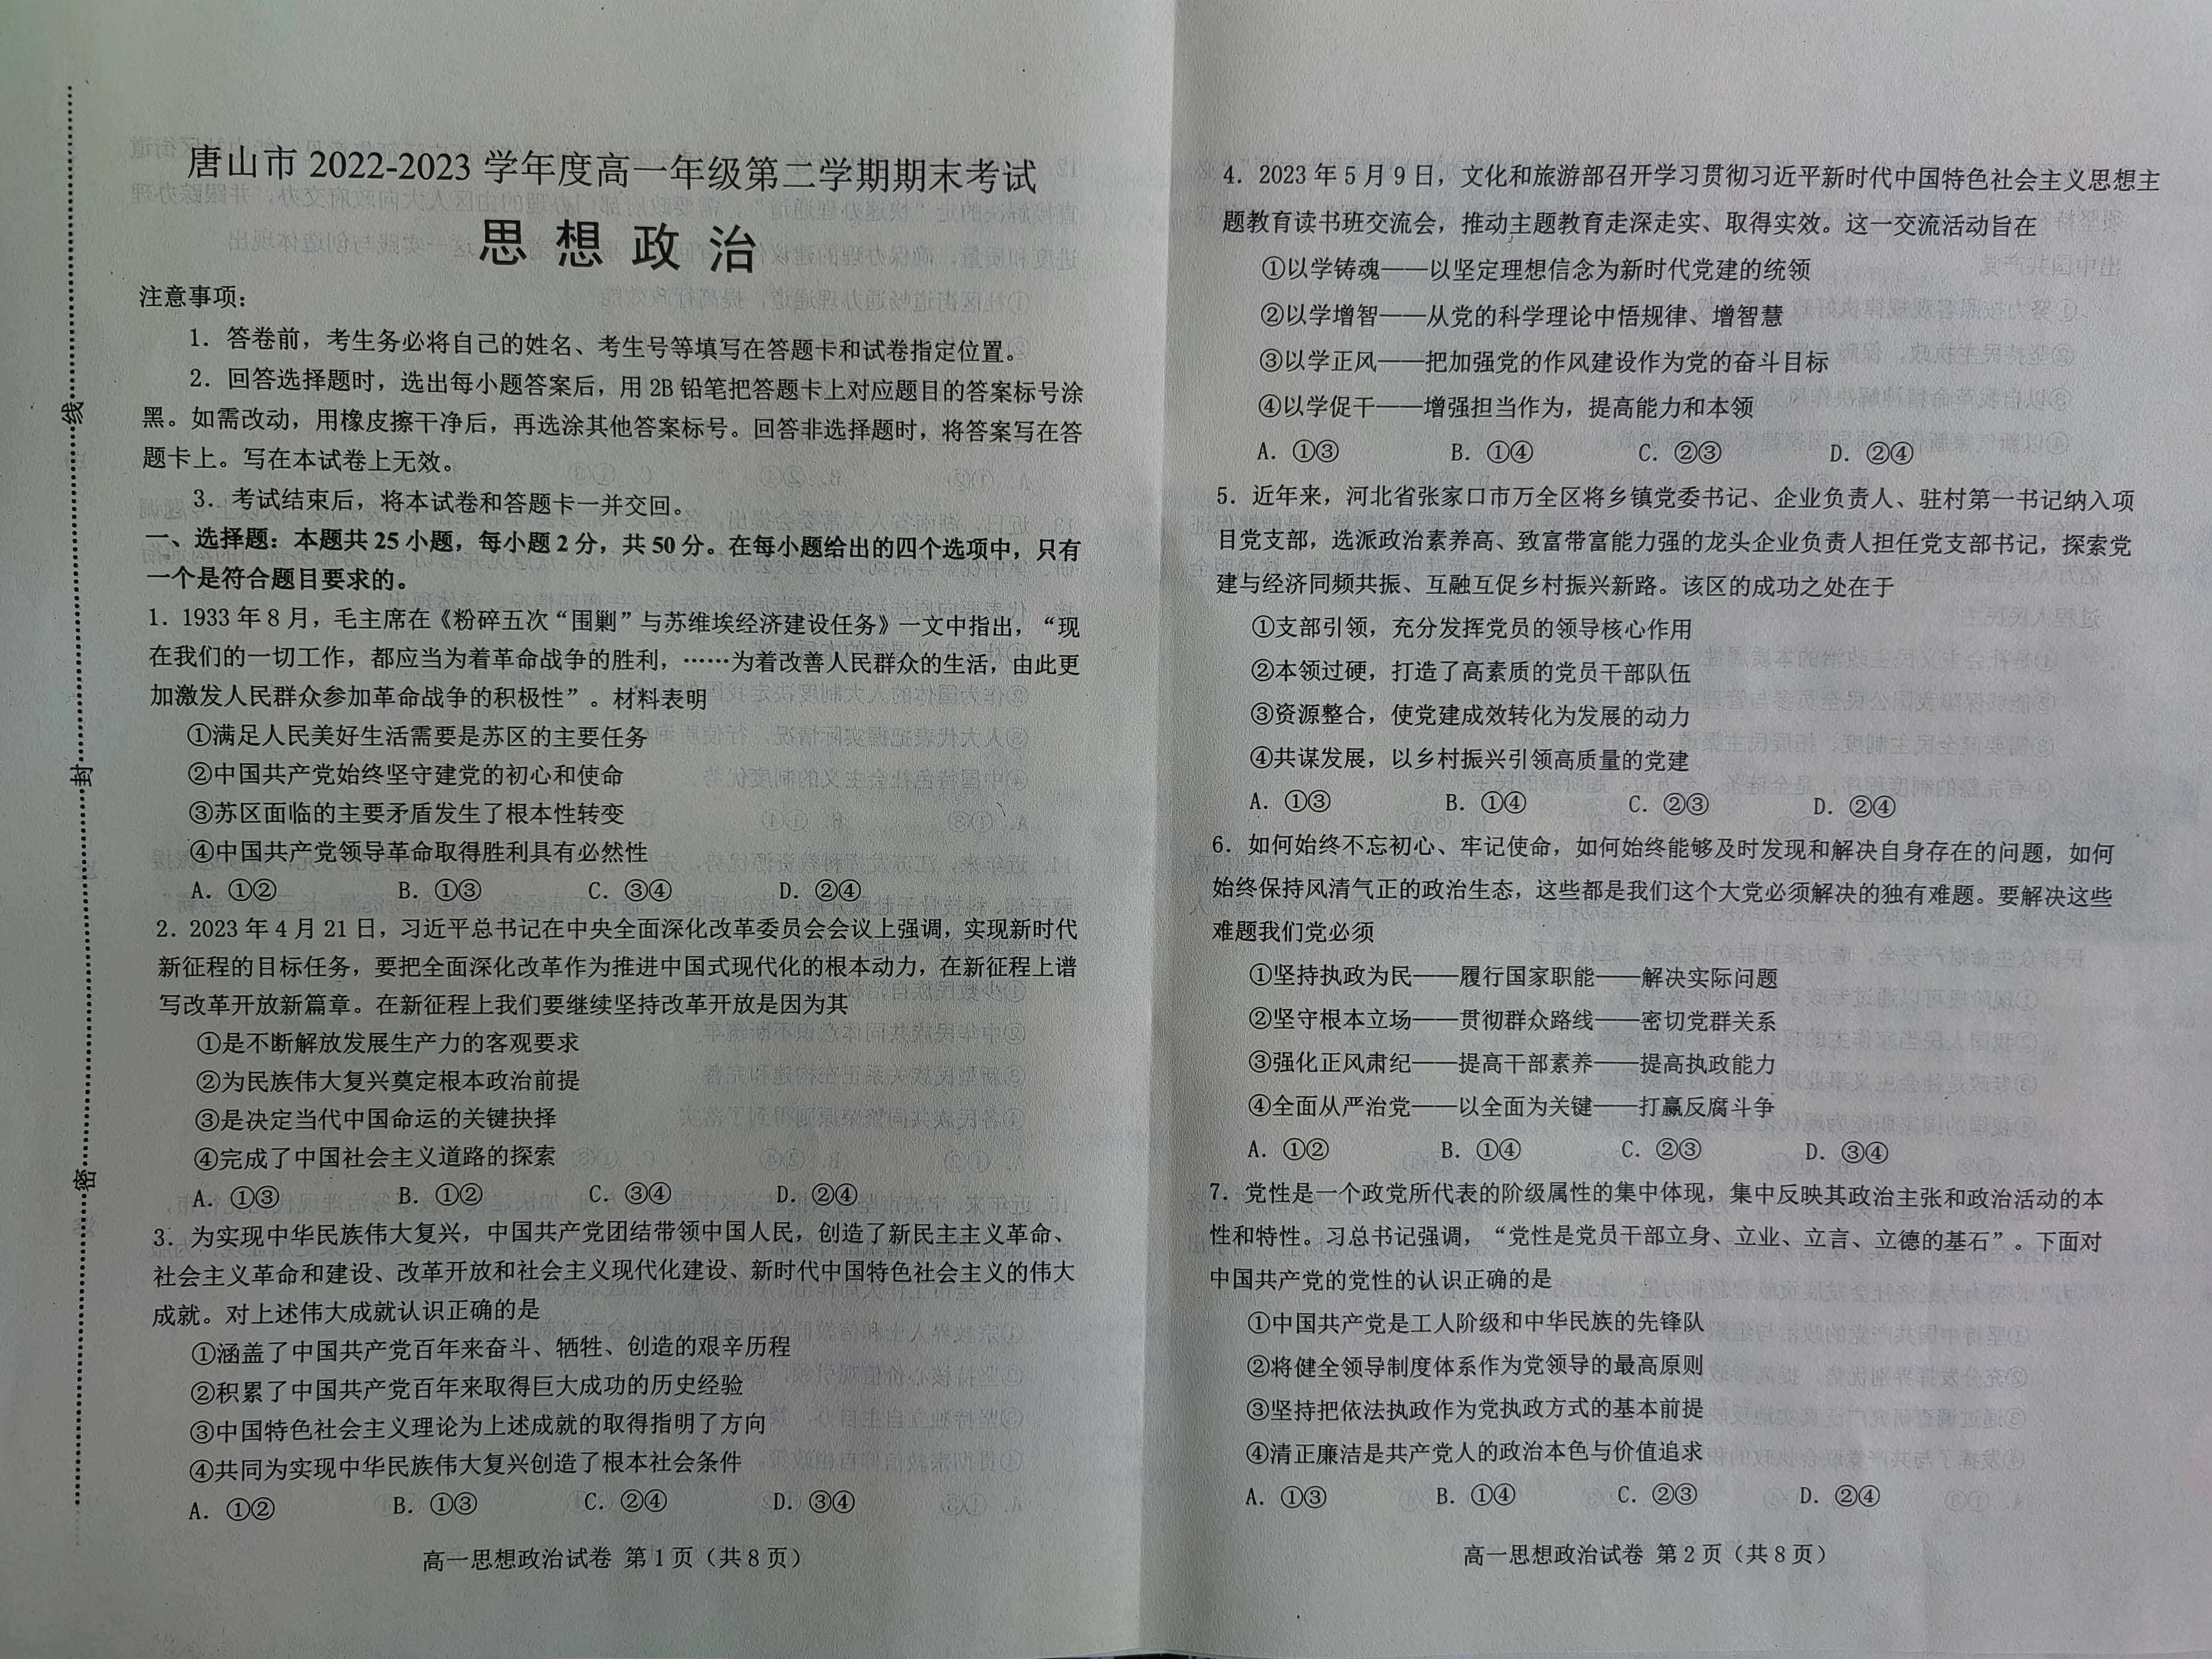 唐山市 2022-2023 学年度高一年级第二学期期末考试
思 想 政 治
注意事项：
1．答卷前，考生务必将自己的姓名、考生号等填写在答题卡和试卷指定位置。
2．回答选择题时，选出每小题答案后，用 2B 铅笔把答题卡上对应题目的答案标号涂
黑。如需改动，用橡皮擦干净后，再选涂其他答案标号。回答非选择题时，将答案写在答
题卡上。写在本试卷上无效。
3．考试结束后，将本试卷和答题卡一并交回。
一、选择题：本题共 25 小题，每小题 2 分，共 50 分。在每小题给出的四个选项中，只有
一个是符合题目要求的。
1．1933 年 8 月，毛主席在《粉碎五次“围剿”与苏维埃经济建设任务》一文中指出，“现
在我们的一切工作，都应当为着革命战争的胜利，……为着改善人民群众的生活，由此更
加激发人民群众参加革命战争的积极性”。材料表明
①满足人民美好生活需要是苏区的主要任务
②中国共产党始终坚守建党的初心和使命
③苏区面临的主要矛盾发生了根本性转变
④中国共产党领导革命取得胜利具有必然性
A．①② B．①③ C．③④ D．②④
2．2023 年 4 月 21 日，习近平总书记在中央全面深化改革委员会会议上强调，实现新时代
新征程的目标任务，要把全面深化改革作为推进中国式现代化的根本动力，在新征程上谱
写改革开放新篇章。在新征程上我们要继续坚持改革开放是因为其
①是不断解放发展生产力的客观要求
②为民族伟大复兴奠定根本政治前提
③是决定当代中国命运的关键抉择
④完成了中国社会主义道路的探索
A．①③ B．①② C．③④ D．②④
3．为实现中华民族伟大复兴，中国共产党团结带领中国人民，创造了新民主主义革命、
社会主义革命和建设、改革开放和社会主义现代化建设、新时代中国特色社会主义的伟大
成就。对上述伟大成就认识正确的是
①涵盖了中国共产党百年来奋斗、牺牲、创造的艰辛历程
②积累了中国共产党百年来取得巨大成功的历史经验
③中国特色社会主义理论为上述成就的取得指明了方向
④共同为实现中华民族伟大复兴创造了根本社会条件
A．①② B．①③ C．②④ D．③④
高一思想政治试卷 第 1 页（共 8 页）
线
封
密
4．2023 年 5 月 9 日，文化和旅游部召开学习贯彻习近平新时代中国特色社会主义思想主
题教育读书班交流会，推动主题教育走深走实、取得实效。这一交流活动旨在
①以学铸魂——以坚定理想信念为新时代党建的统领
②以学增智——从党的科学理论中悟规律、增智慧
③以学正风——把加强党的作风建设作为党的奋斗目标
④以学促干——增强担当作为，提高能力和本领
A．①③ B．①④ C．②③ D．②④
5．近年来，河北省张家口市万全区将乡镇党委书记、企业负责人、驻村第一书记纳入项
目党支部，选派政治素养高、致富带富能力强的龙头企业负责人担任党支部书记，探索党
建与经济同频共振、互融互促乡村振兴新路。该区的成功之处在于
①支部引领，充分发挥党员的领导核心作用
②本领过硬，打造了高素质的党员干部队伍
③资源整合，使党建成效转化为发展的动力
④共谋发展，以乡村振兴引领高质量的党建
A．①③ B．①④ C．②③ D．②④
6．如何始终不忘初心、牢记使命，如何始终能够及时发现和解决自身存在的问题，如何
始终保持风清气正的政治生态，这些都是我们这个大党必须解决的独有难题。要解决这些
难题我们党必须
①坚持执政为民——履行国家职能——解决实际问题
②坚守根本立场——贯彻群众路线——密切党群关系
③强化正风肃纪——提高干部素养——提高执政能力
④全面从严治党——以全面为关键——打赢反腐斗争
A．①② B．①④ C．②③ D．③④
7．党性是一个政党所代表的阶级属性的集中体现，集中反映其政治主张和政治活动的本
性和特性。习总书记强调，“党性是党员干部立身、立业、立言、立德的基石”。下面对
中国共产党的党性的认识正确的是
①中国共产党是工人阶级和中华民族的先锋队
②将健全领导制度体系作为党领导的最高原则
③坚持把依法执政作为党执政方式的基本前提
④清正廉洁是共产党人的政治本色与价值追求
A．①③ B．①④ C．②③ D．②④
高一思想政治试卷 第 2 页（共 8 页）